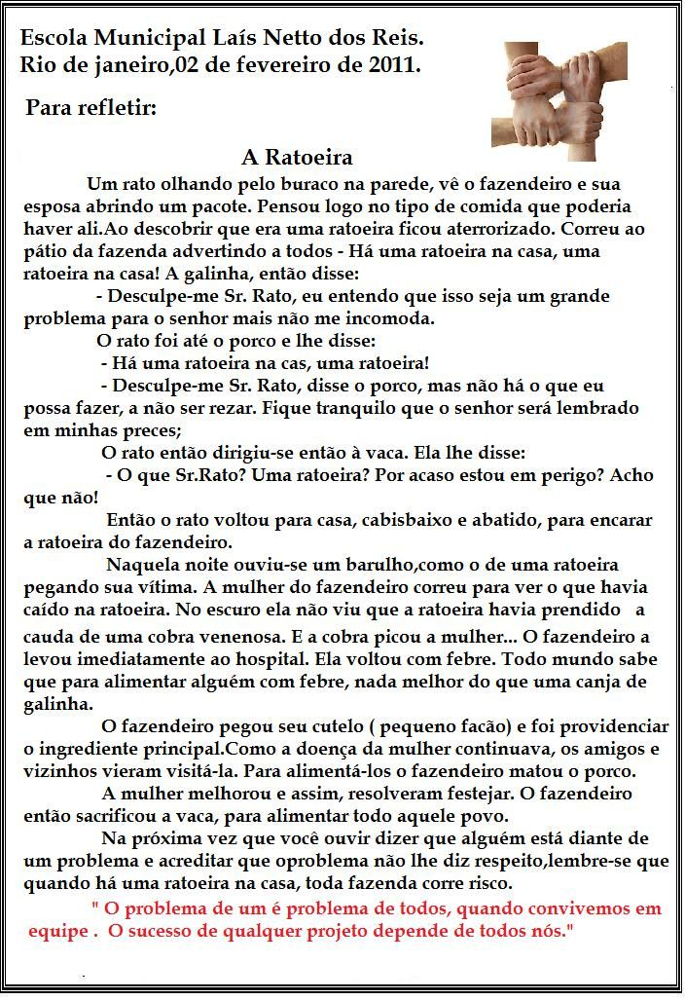 Escola Municipal Laís Netto dos Reis.
Rio de janeiro,02 de fevereiro de 2011.
Para refletir:
A Ratoeira
Um rato olhando pelo buraco na parede, vê o fazendeiro e sua
esposa abrindo um pacote. Pensou logo no tipo de comida que poderia
haver ali.Ao descobrir que era uma ratoeira ficou aterrorizado. Correu ao
pátio da fazenda advertindo a todos - Há uma ratoeira na casa, uma
ratoeira na casa! A galinha, então disse:
- Desculpe-me Sr. Rato, eu entendo que isso seja um grande
problema para o senhor mais não me incomoda.
O rato foi até o porco e lhe disse:
- Há uma ratoeira na cas, uma ratoeira!
- Desculpe-me Sr. Rato, disse o porco, mas não há o que eu
possa fazer, a não ser rezar. Fique tranquilo que o senhor será lembrado
em minhas preces;
O rato então dirigiu-se então à vaca. Ela lhe disse:
- O que Sr.Rato? Uma ratoeira? Por acaso estou em perigo? Acho
que não!
Então o rato voltou para casa, cabisbaixo e abatido, para encarar
a ratoeira do fazendeiro.
Naquela noite ouviu-se um barulho,como o de uma ratoeira
pegando sua vítima. A mulher do fazendeiro correu para ver o que havia
caído na ratoeira. No escuro ela não viu que a ratoeira havia prendido a
cauda de uma cobra venenosa. E a cobra picou a mulher... O fazendeiro a
levou imediatamente ao hospital. Ela voltou com febre. Todo mundo sabe
que para alimentar alguém com febre, nada melhor do que uma canja de
galinha.
O fazendeiro pegou seu cutelo ( pequeno facão) e foi providenciar
o ingrediente principal.Como a doença da mulher continuava, os amigos e
vizinhos vieram visitá-la. Para alimentá-los o fazendeiro matou o porco.
A mulher melhorou e assim, resolveram festejar. O fazendeiro
então sacrificou a vaca, para alimentar todo aquele povo.
Na próxima vez que você ouvir dizer que alguém está diante de
um problema e acreditar que oproblema não lhe diz respeito,lembre-se que
quando há uma ratoeira na casa, toda fazenda corre risco.
" O problema de um é problema de todos, quando convivemos em
equipe . O sucesso de qualquer projeto depende de todos nós."